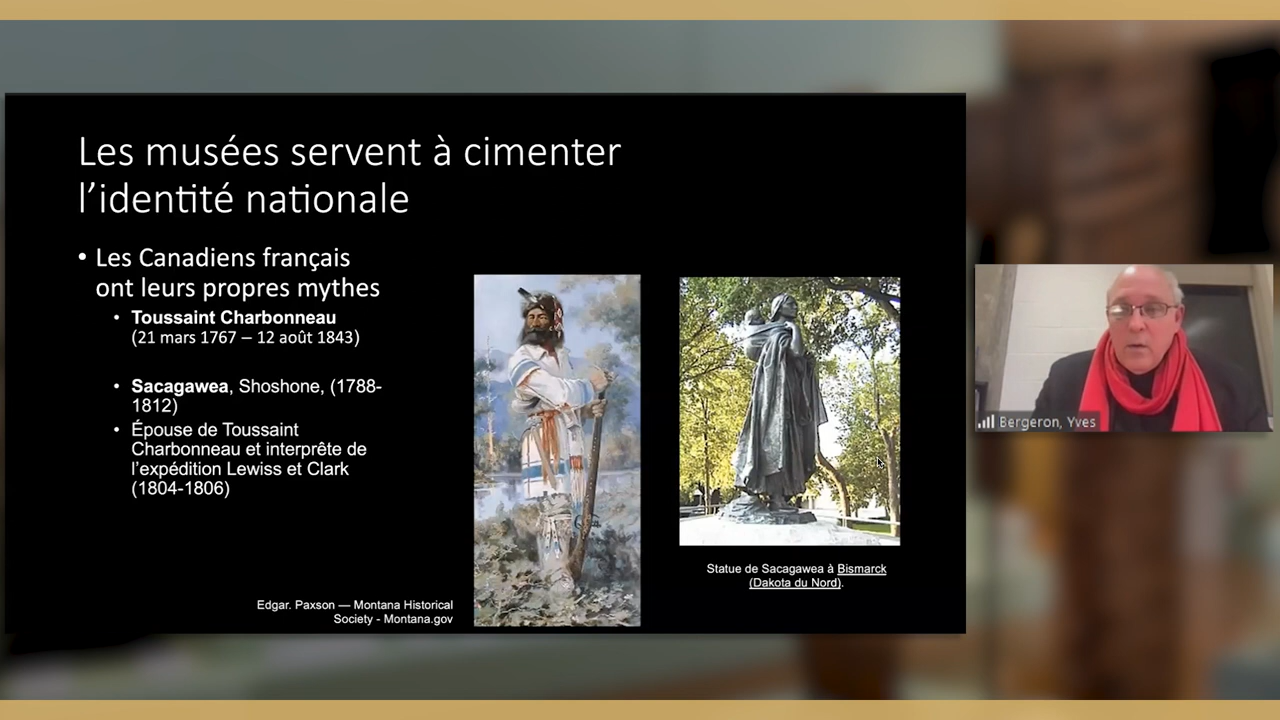 Les musées servent à cimenter
l’identité nationale
• Les Canadiens français
ont leurs propres mythes
• Toussaint Charbonneau
(21 mars 1767 – 12 août 1843)
• Sacagawea, Shoshone, (1788-
1812)
• Épouse de Toussaint
Charbonneau et interprête de
l’expédition Lewiss et Clark
(1804-1806)
Edgar. Paxson — Montana Historical
Society - Montana.gov
Statue de Sacagawea à Bismarck
(Dakota du Nord).
Bergeron, Yves